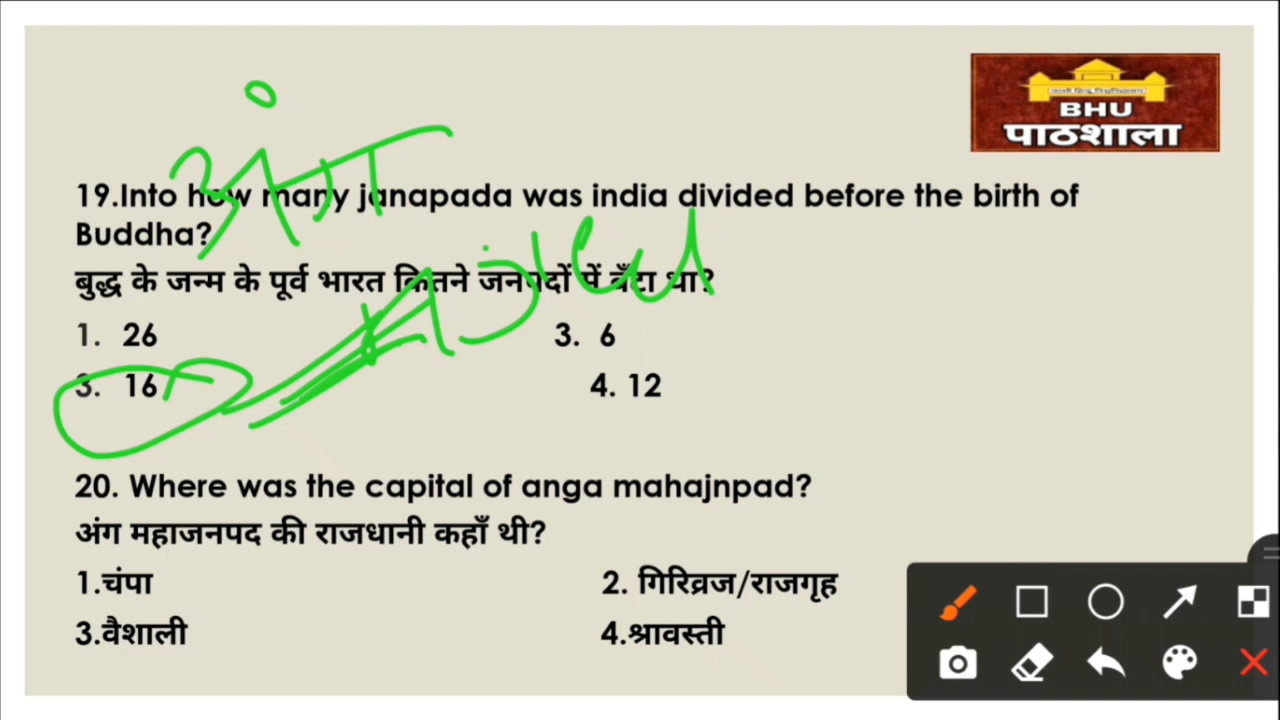 BHU
पाठशाला
अंग
19.Into how many janapada was india divided before the birth of
Buddha?
बुद्ध के जन्म के पूर्व भारत कितने जनपदों में बँटा था?
1. 26
3. 6
3. 16
4. 12
20. Where was the capital of anga mahajnpad?
अंग महाजनपद की राजधानी कहाँ थी?
1.चंपा
2. गिरिव्रज/राजगृह
3.वैशाली
4.श्रावस्ती